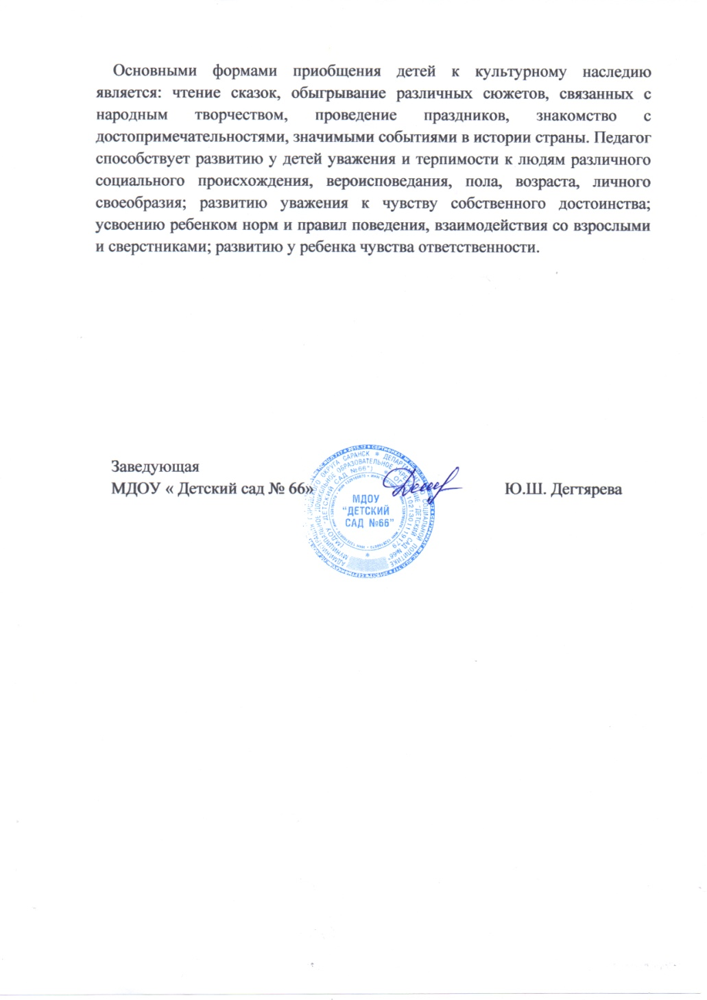 Основными формами приобщения детей к культурному наследию
является: чтение сказок, обыгрывание различных сюжетов, связанных с
народным творчеством, проведение праздников, знакомство с
достопримечательностями, значимыми событиями в истории страны. Педагог
способствует развитию у детей уважения и терпимости к людям различного
социального происхождения, вероисповедания, пола, возраста, личного
своеобразия; развитию уважения к чувству собственного достоинства;
усвоению ребенком норм и правил поведения, взаимодействия со взрослыми
и сверстниками; развитию у ребенка чувства ответственности.
Заведующая
МДОУ « Детский сад № 66»
Ю.Ш. Дегтярева
МДОУ
"ДЕТСКИЙ
САД №66"